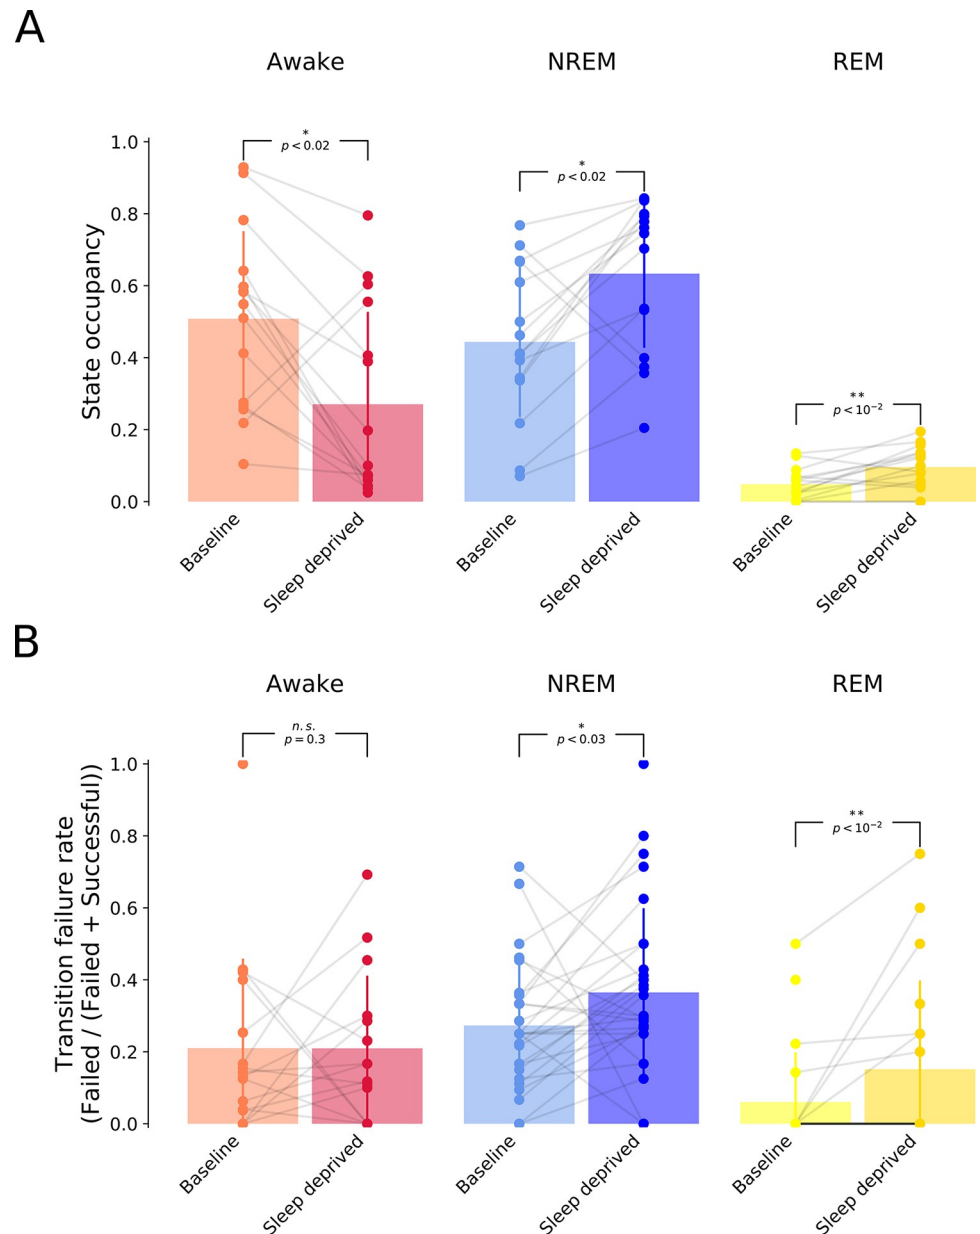 A
Awake NREM REM
*
p < 0.02
*
p < 0.02
**
p < 10⁻²
State occupancy
1.0
0.8
0.6
0.4
0.2
0.0
Baseline Sleep deprived Baseline Sleep deprived Baseline Sleep deprived
B
Awake NREM REM
n.s.
p = 0.3
*
p < 0.03
**
p < 10⁻²
Transition failure rate
(Failed / (Failed + Successful))
1.0
0.8
0.6
0.4
0.2
0.0
Baseline Sleep deprived Baseline Sleep deprived Baseline Sleep deprived